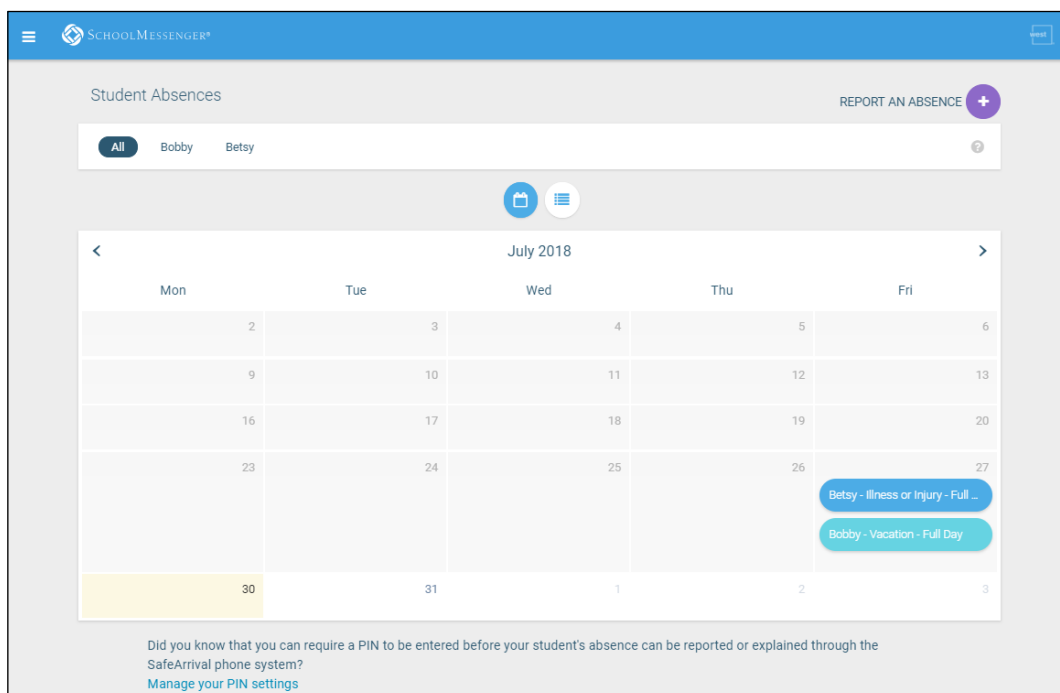 SCHOOLMESSENGER®
west
Student Absences
REPORT AN ABSENCE +
All Bobby Betsy ?
July 2018
Mon Tue Wed Thu Fri
2 3 4 5 6
9 10 11 12 13
16 17 18 19 20
23 24 25 26 27
Betsy - Illness or Injury - Full ...
Bobby - Vacation - Full Day
30 31 1 2 3
Did you know that you can require a PIN to be entered before your student's absence can be reported or explained through the
SafeArrival phone system?
Manage your PIN settings